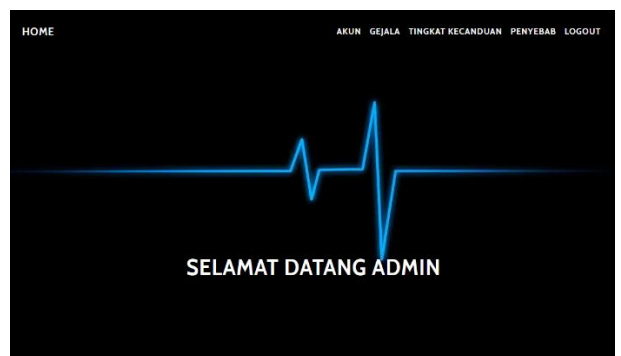 HOME AKUN GEJALA TINGKAT KECANDUAN PENYEBAB LOGOUT
SELAMAT DATANG ADMIN